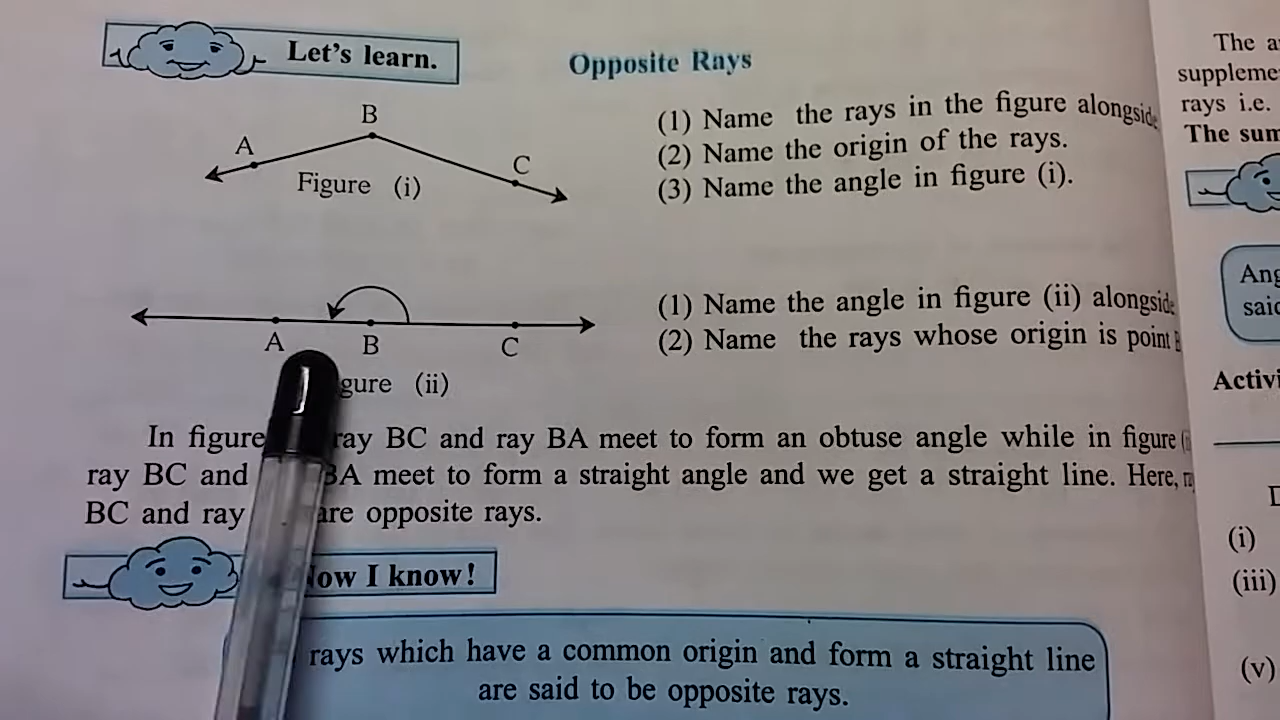 Let's learn.
Opposite Rays
B
A
C
Figure (i)
(1) Name the rays in the figure alongside
(2) Name the origin of the rays.
(3) Name the angle in figure (i).
A B C
gure (ii)
(1) Name the angle in figure (ii) alongside
(2) Name the rays whose origin is point B
In figure ray BC and ray BA meet to form an obtuse angle while in figure
ray BC and BA meet to form a straight angle and we get a straight line. Here,
BC and ray are opposite rays.
Now I know!
rays which have a common origin and form a straight line
are said to be opposite rays.
The a
suppleme
rays i.e.
The sum
Ang
said
Activi
(i)
(iii)
(v)